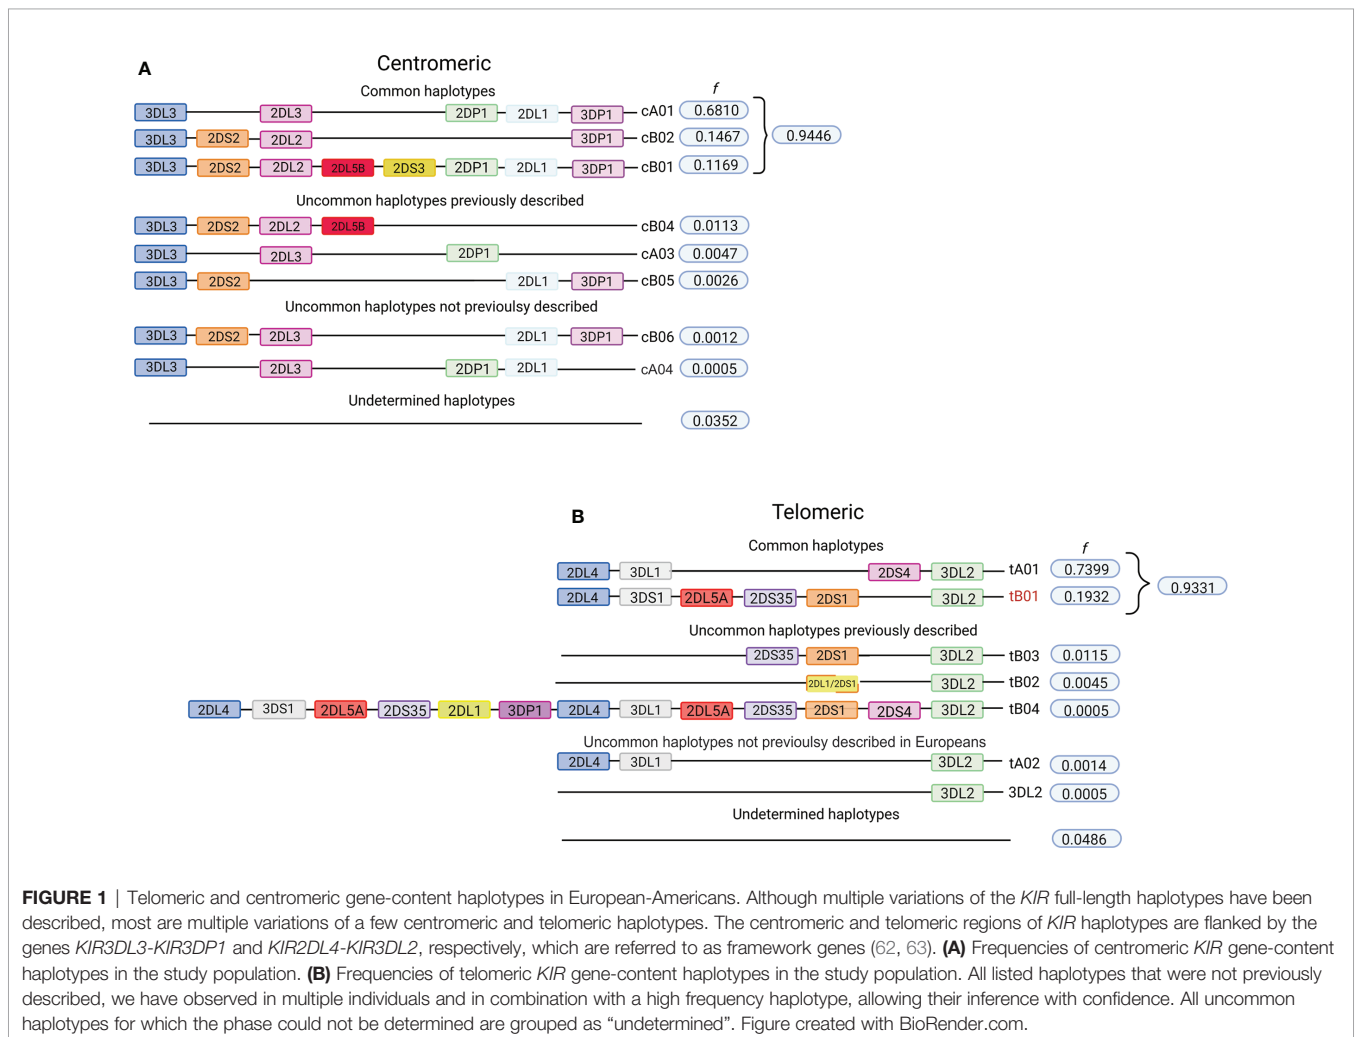 A
Centromeric
Common haplotypes
f
3DL3 2DL3 2DP1 2DL1 3DP1 cA01 0.6810
3DL3 2DS2 2DL2 3DP1 cB02 0.1467
0.9446
3DL3 2DS2 2DL2 2DL5B 2DS3 2DP1 2DL1 3DP1 cB01 0.1169
Uncommon haplotypes previously described
3DL3 2DS2 2DL2 2DL5B cB04 0.0113
3DL3 2DL3 2DP1 cA03 0.0047
3DL3 2DS2 2DL1 3DP1 cB05 0.0026
Uncommon haplotypes not previoulsy described
3DL3 2DS2 2DL3 2DL1 3DP1 cB06 0.0012
3DL3 2DL3 2DP1 2DL1 cA04 0.0005
Undetermined haplotypes
0.0352
B
Telomeric
Common haplotypes
f
2DL4 3DL1 2DS4 3DL2 tA01 0.7399
0.9331
2DL4 3DS1 2DL5A 2DS35 2DS1 3DL2 tB01 0.1932
Uncommon haplotypes previously described
2DS35 2DS1 3DL2 tB03 0.0115
2DL1/2DS1 3DL2 tB02 0.0045
2DL4 3DS1 2DL5A 2DS35 2DL1 3DP1 2DL4 3DL1 2DL5A 2DS35 2DS1 2DS4 3DL2 tB04 0.0005
Uncommon haplotypes not previoulsy described in Europeans
2DL4 3DL1 3DL2 tA02 0.0014
3DL2 3DL2 0.0005
Undetermined haplotypes
0.0486
FIGURE 1 | Telomeric and centromeric gene-content haplotypes in European-Americans. Although multiple variations of the KIR full-length haplotypes have been
described, most are multiple variations of a few centromeric and telomeric haplotypes. The centromeric and telomeric regions of KIR haplotypes are flanked by the
genes KIR3DL3-KIR3DP1 and KIR2DL4-KIR3DL2, respectively, which are referred to as framework genes (62, 63). (A) Frequencies of centromeric KIR gene-content
haplotypes in the study population. (B) Frequencies of telomeric KIR gene-content haplotypes in the study population. All listed haplotypes that were not previously
described, we have observed in multiple individuals and in combination with a high frequency haplotype, allowing their inference with confidence. All uncommon
haplotypes for which the phase could not be determined are grouped as “undetermined”. Figure created with BioRender.com.